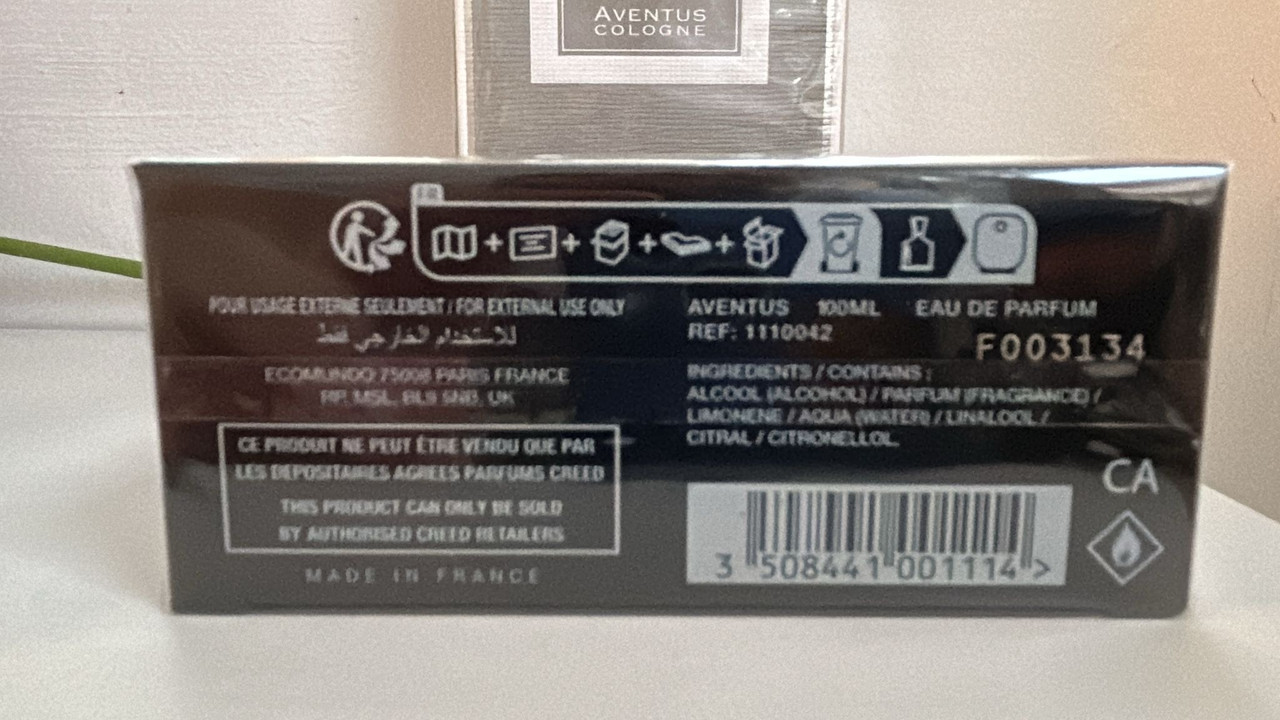 AVENTUS
COLOGNE
FR
POUR USAGE EXTERNE SEULEMENT / FOR EXTERNAL USE ONLY
للاستخدام الخارجي فقط
ECOMUNDO 75008 PARIS FRANCE
RP. MSL, BL9 5NB, UK
CE PRODUIT NE PEUT ÊTRE VENDU QUE PAR
LES DEPOSITAIRES AGREES PARFUMS CREED
THIS PRODUCT CAN ONLY BE SOLD
BY AUTHORISED CREED RETAILERS
MADE IN FRANCE
AVENTUS 100ML EAU DE PARFUM
REF: 1110042
F003134
INGREDIENTS / CONTAINS :
ALCOOL (ALCOHOL) / PARFUM (FRAGRANCE) /
LIMONENE / AQUA (WATER) / LINALOOL /
CITRAL / CITRONELLOL.
CA
3 508441 001114 >